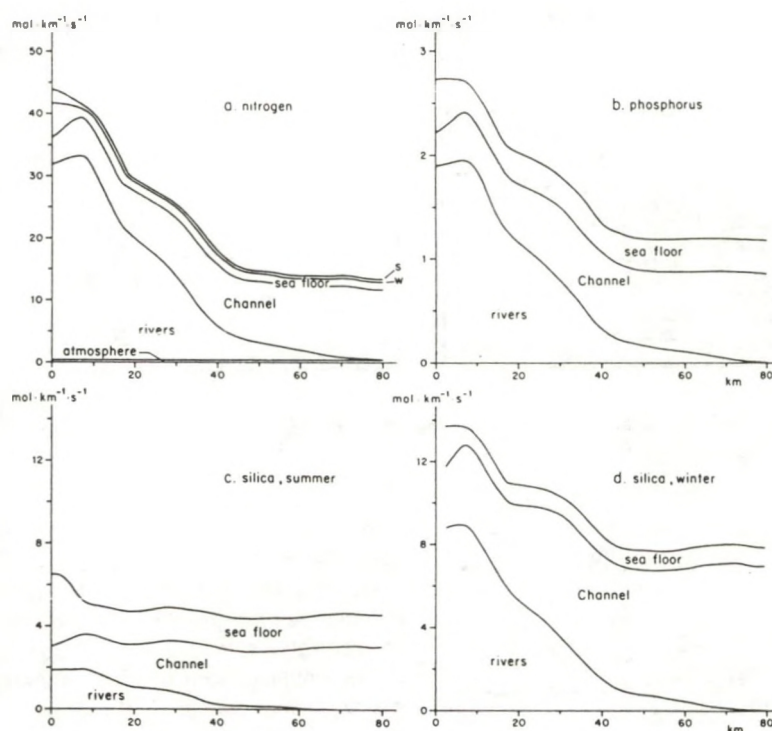 mol · km⁻¹ · s⁻¹
50
40
30
20
10
0
a. nitrogen
s
w
sea floor
Channel
rivers
atmosphere
0 20 40 60 80
mol · km⁻¹ · s⁻¹
3
2
1
0
b. phosphorus
sea floor
Channel
rivers
0 20 40 60 km 80
mol · km⁻¹ · s⁻¹
12
8
4
0
c. silica, summer
sea floor
Channel
rivers
0 20 40 60 80
mol · km⁻¹ · s⁻¹
12
8
4
0
d. silica, winter
sea floor
Channel
rivers
0 20 40 60 km 80